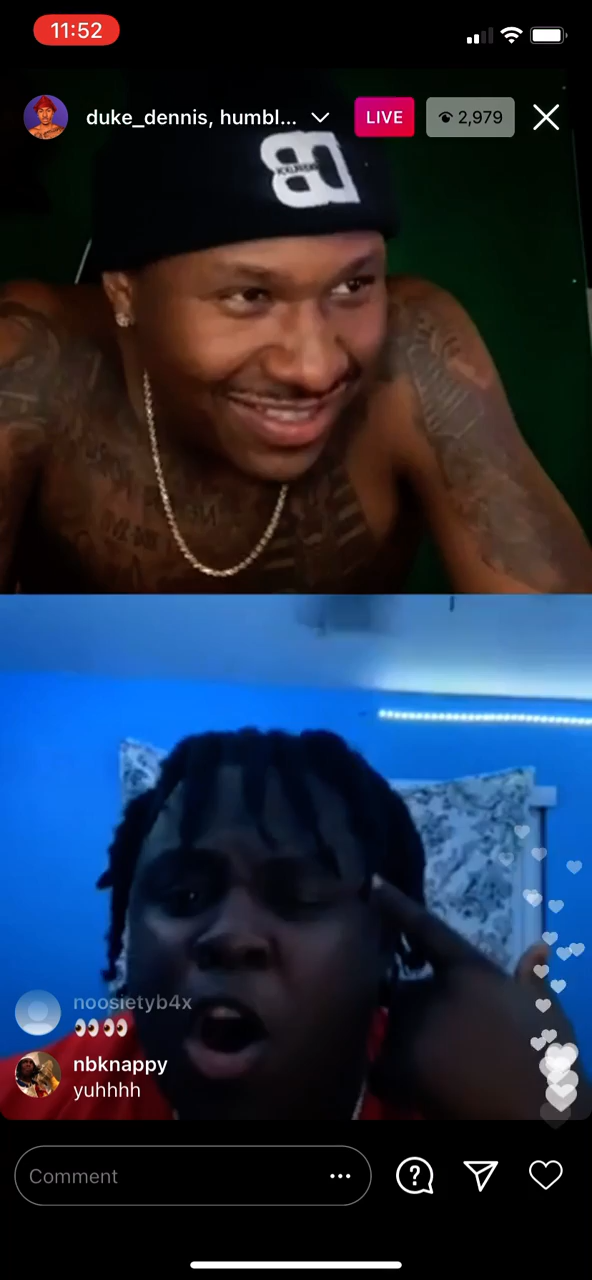 11:52
duke_dennis, humbl...
LIVE
2,979
noosietyb4x
👀👀
nbknappy
yuhhhh
Comment